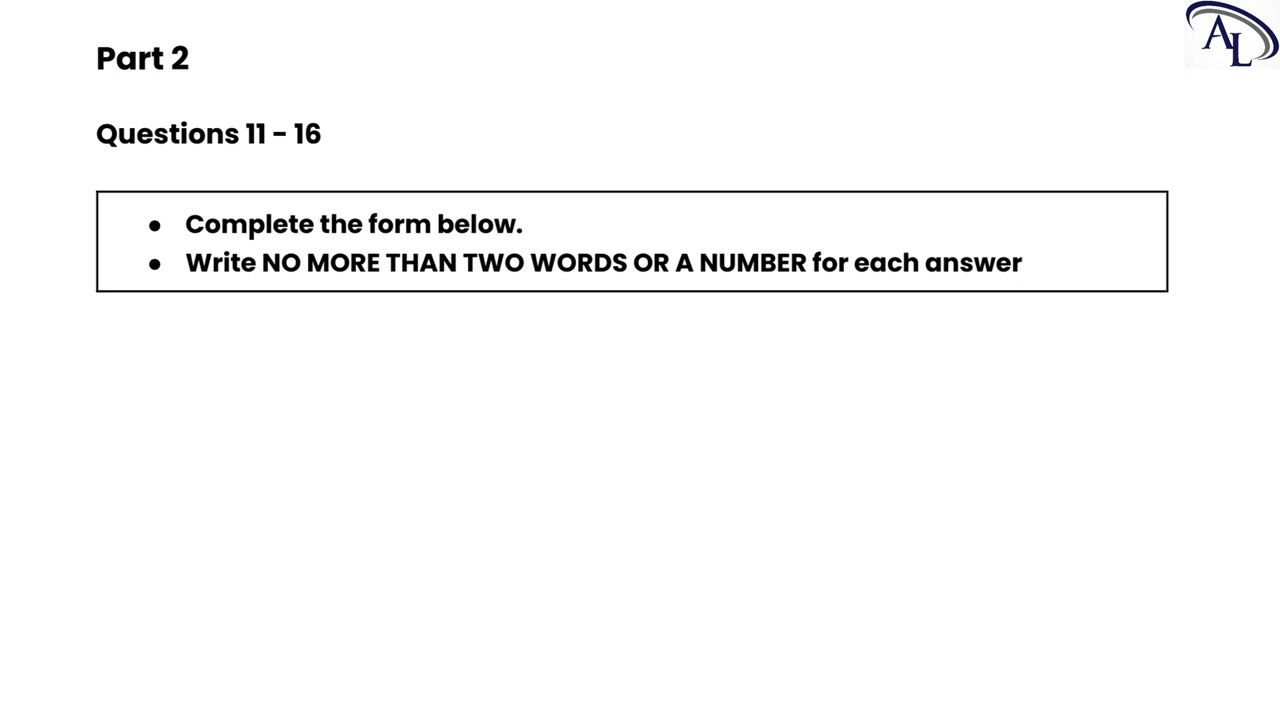 AL
Part 2
Questions 11 - 16
● Complete the form below.
● Write NO MORE THAN TWO WORDS OR A NUMBER for each answer